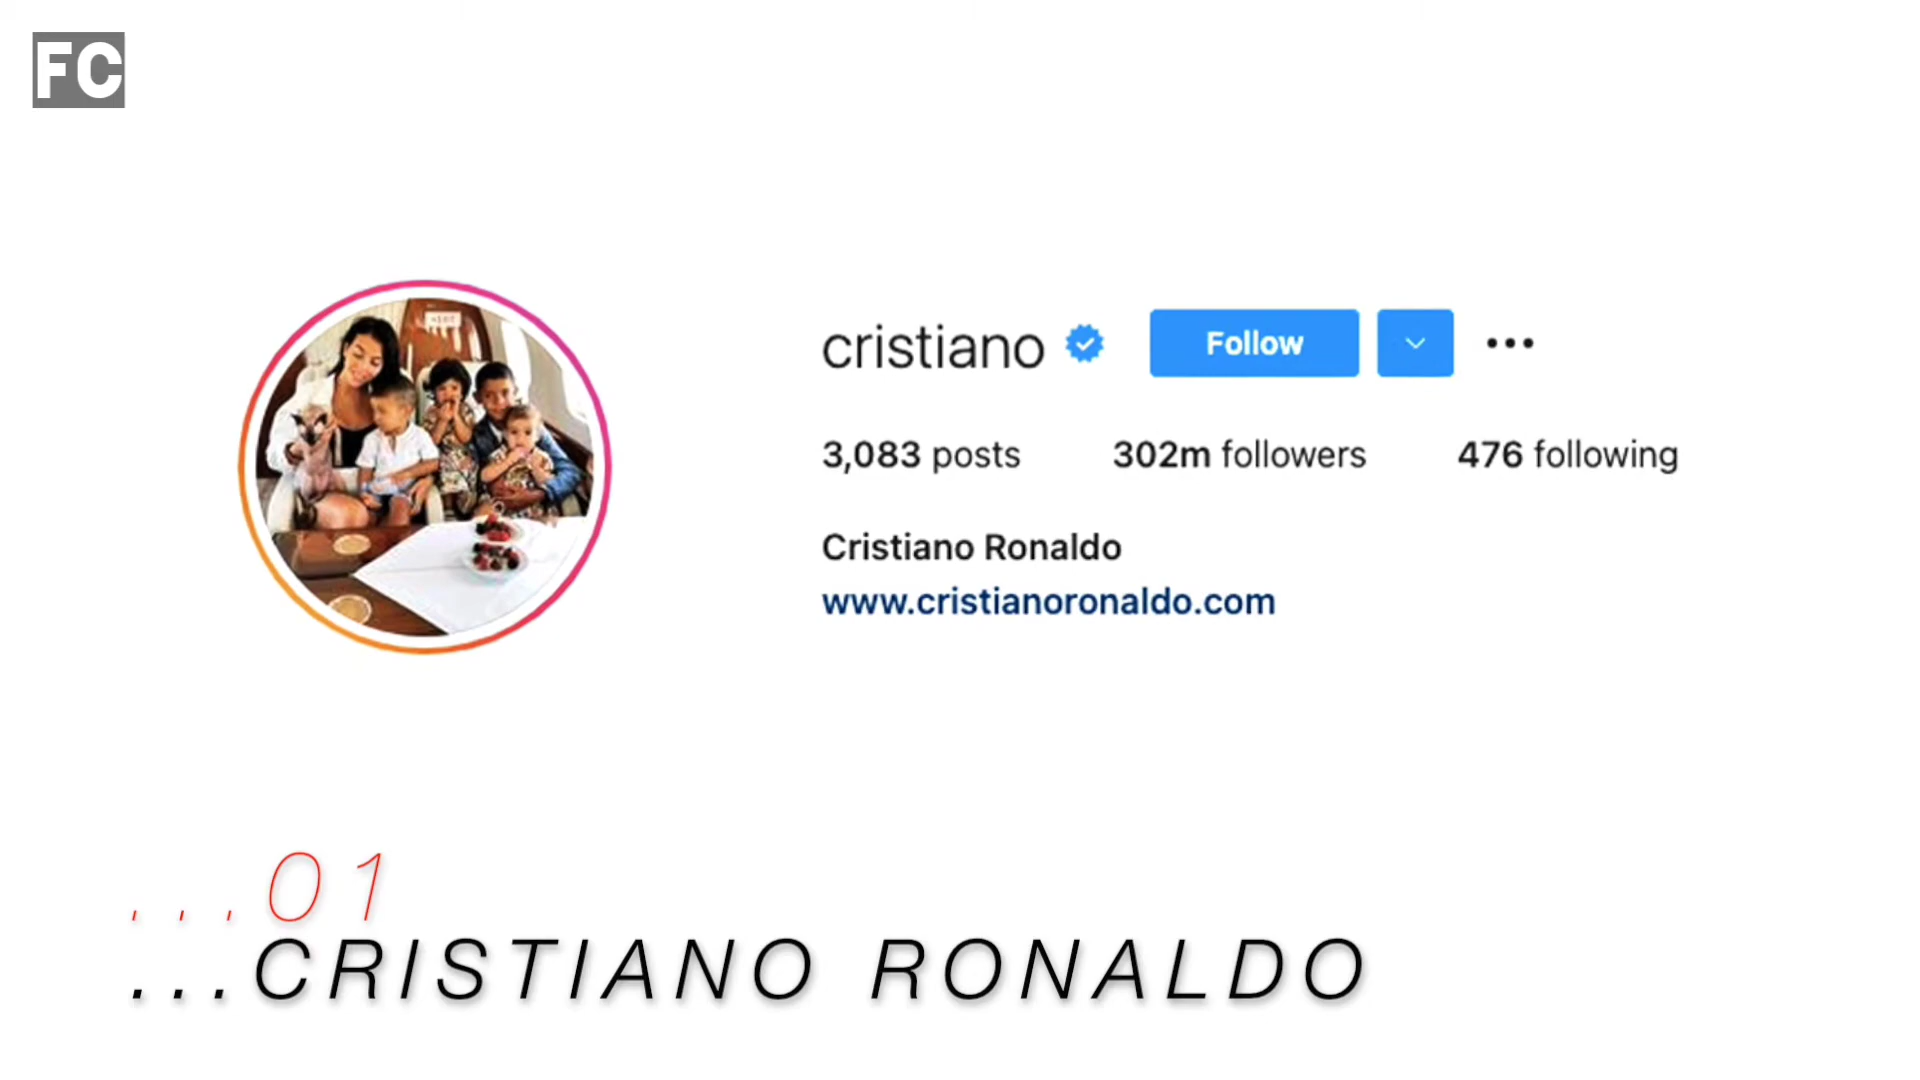 FC
cristiano Follow
3,083 posts 302m followers 476 following
Cristiano Ronaldo
www.cristianoronaldo.com
...01
...CRISTIANO RONALDO